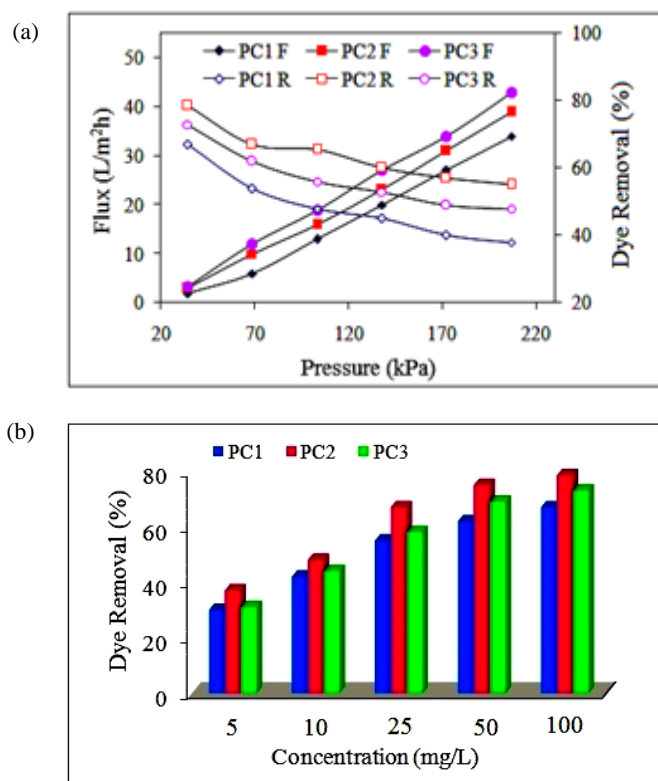 (a)
PC1 F PC2 F PC3 F
PC1 R PC2 R PC3 R
Flux (L/m²h)
50
40
30
20
10
0
100
80
60
40
20
Dye Removal (%)
20 70 120 170 220
Pressure (kPa)
(b)
PC1 PC2 PC3
Dye Removal (%)
80
60
40
20
0
5 10 25 50 100
Concentration (mg/L)